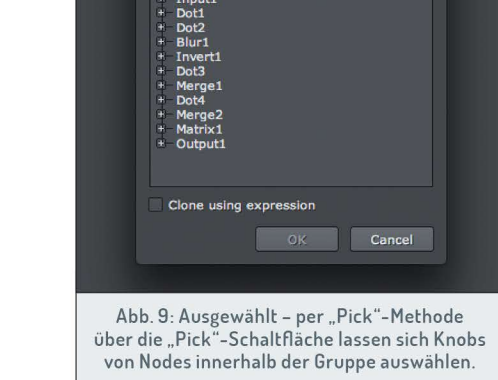 Input1
Dot1
Dot2
Blur1
Invert1
Dot3
Merge1
Dot4
Merge2
Matrix1
Output1
Clone using expression
OK Cancel
Abb. 9: Ausgewählt – per „Pick“-Methode
über die „Pick“-Schaltfläche lassen sich Knobs
von Nodes innerhalb der Gruppe auswählen.